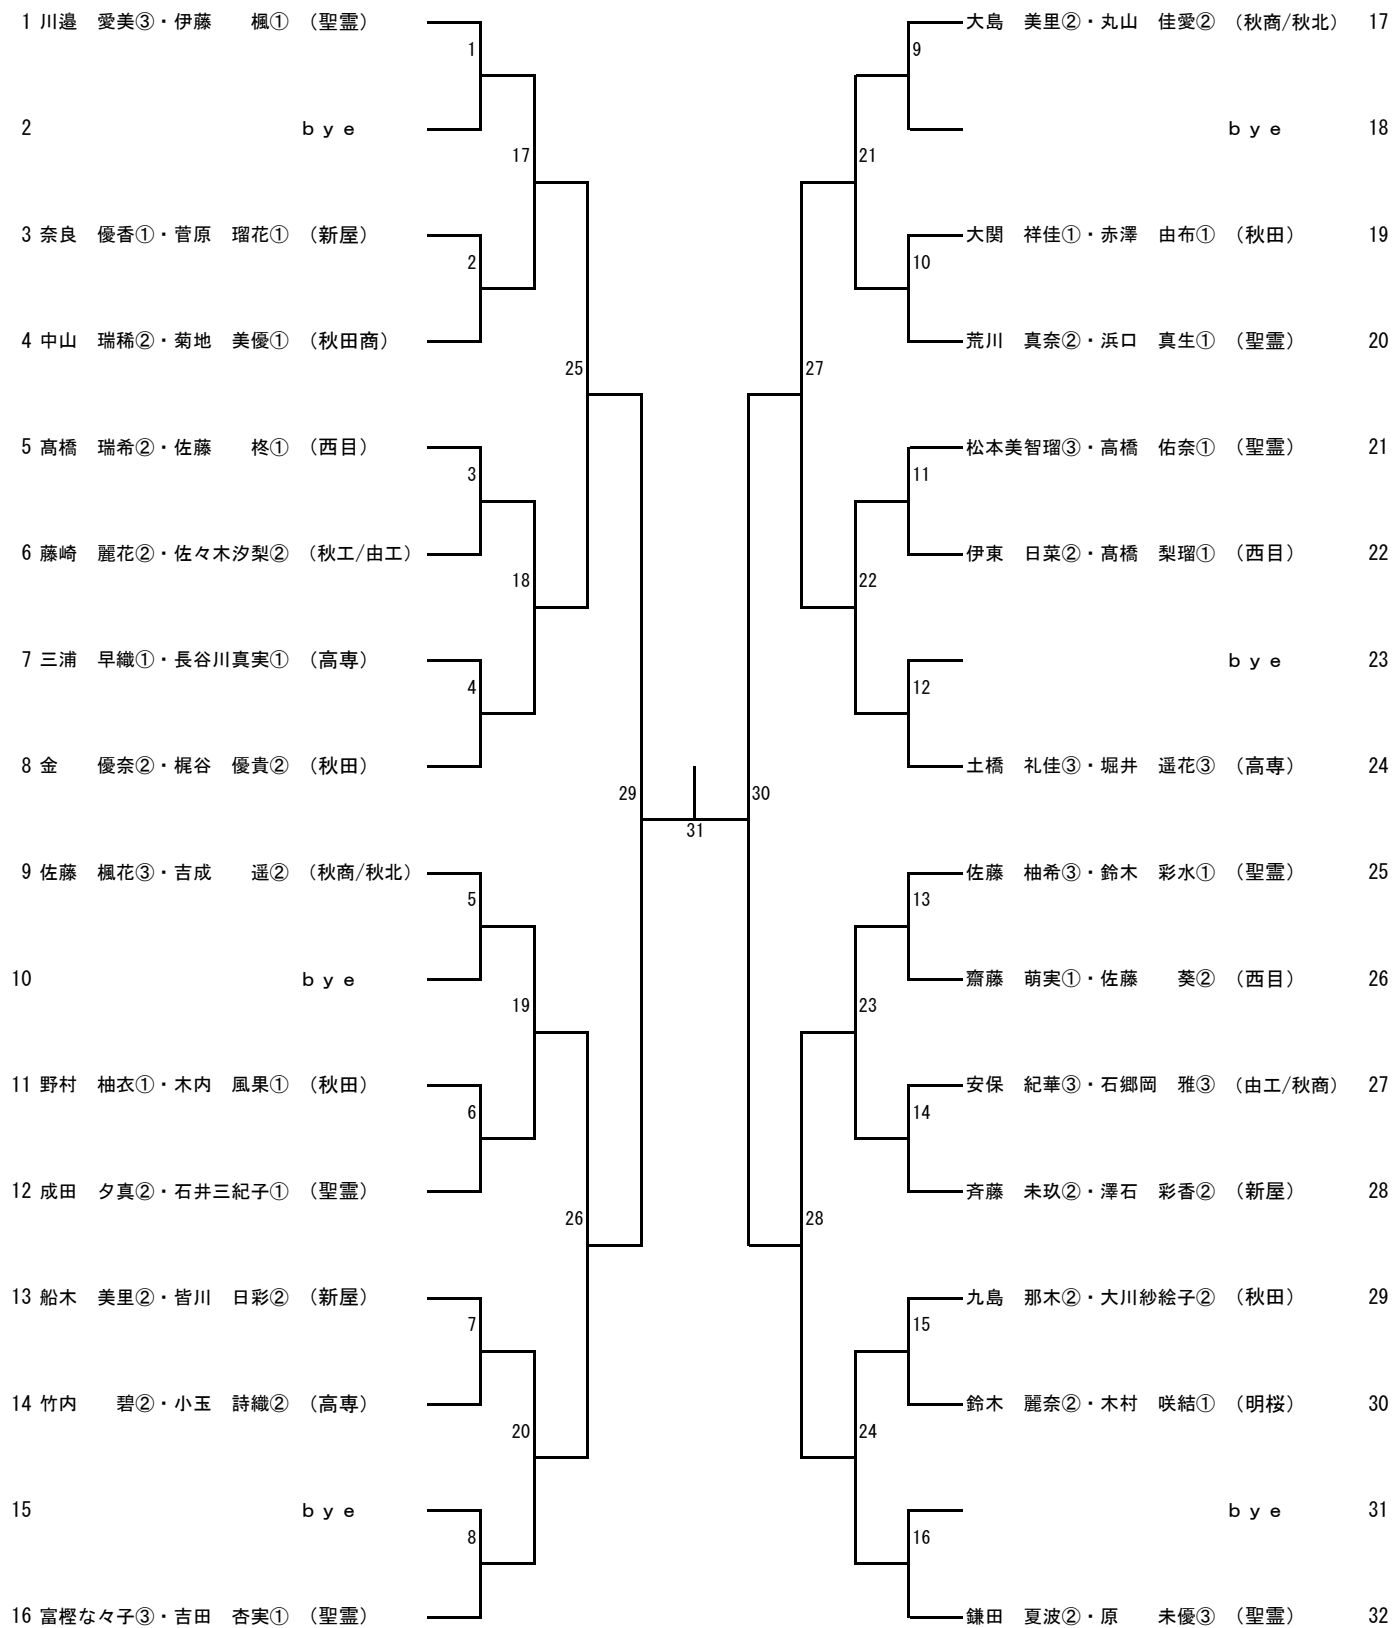 1 川邉　愛美③・伊藤　　楓①　（聖霊）
1
2 ｂｙｅ
17
3 奈良　優香①・菅原　瑠花①　（新屋）
2
4 中山　瑞稀②・菊地　美優①　（秋田商）
25
5 髙橋　瑞希②・佐藤　　柊①　（西目）
3
6 藤崎　麗花②・佐々木汐梨②　（秋工/由工）
18
7 三浦　早織①・長谷川真実①　（高専）
4
8 金　　優奈②・梶谷　優貴②　（秋田）
29
31
9 佐藤　楓花③・吉成　　遥②　（秋商/秋北）
5
10 ｂｙｅ
19
11 野村　柚衣①・木内　風果①　（秋田）
6
12 成田　夕真②・石井三紀子①　（聖霊）
26
13 船木　美里②・皆川　日彩②　（新屋）
7
14 竹内　　碧②・小玉　詩織②　（高専）
20
15 ｂｙｅ
8
16 富樫な々子③・吉田　杏実①　（聖霊）
大島　美里②・丸山　佳愛②　（秋商/秋北） 17
9
ｂｙｅ 18
21
大関　祥佳①・赤澤　由布①　（秋田） 19
10
荒川　真奈②・浜口　真生①　（聖霊） 20
27
松本美智瑠③・高橋　佑奈①　（聖霊） 21
11
伊東　日菜②・髙橋　梨瑠①　（西目） 22
22
ｂｙｅ 23
12
土橋　礼佳③・堀井　遥花③　（高専） 24
30
佐藤　柚希③・鈴木　彩水①　（聖霊） 25
13
齋藤　萌実①・佐藤　　葵②　（西目） 26
23
安保　紀華③・石郷岡　雅③　（由工/秋商） 27
14
斉藤　未玖②・澤石　彩香②　（新屋） 28
28
九島　那木②・大川紗絵子②　（秋田） 29
15
鈴木　麗奈②・木村　咲結①　（明桜） 30
24
ｂｙｅ 31
16
鎌田　夏波②・原　　未優③　（聖霊） 32